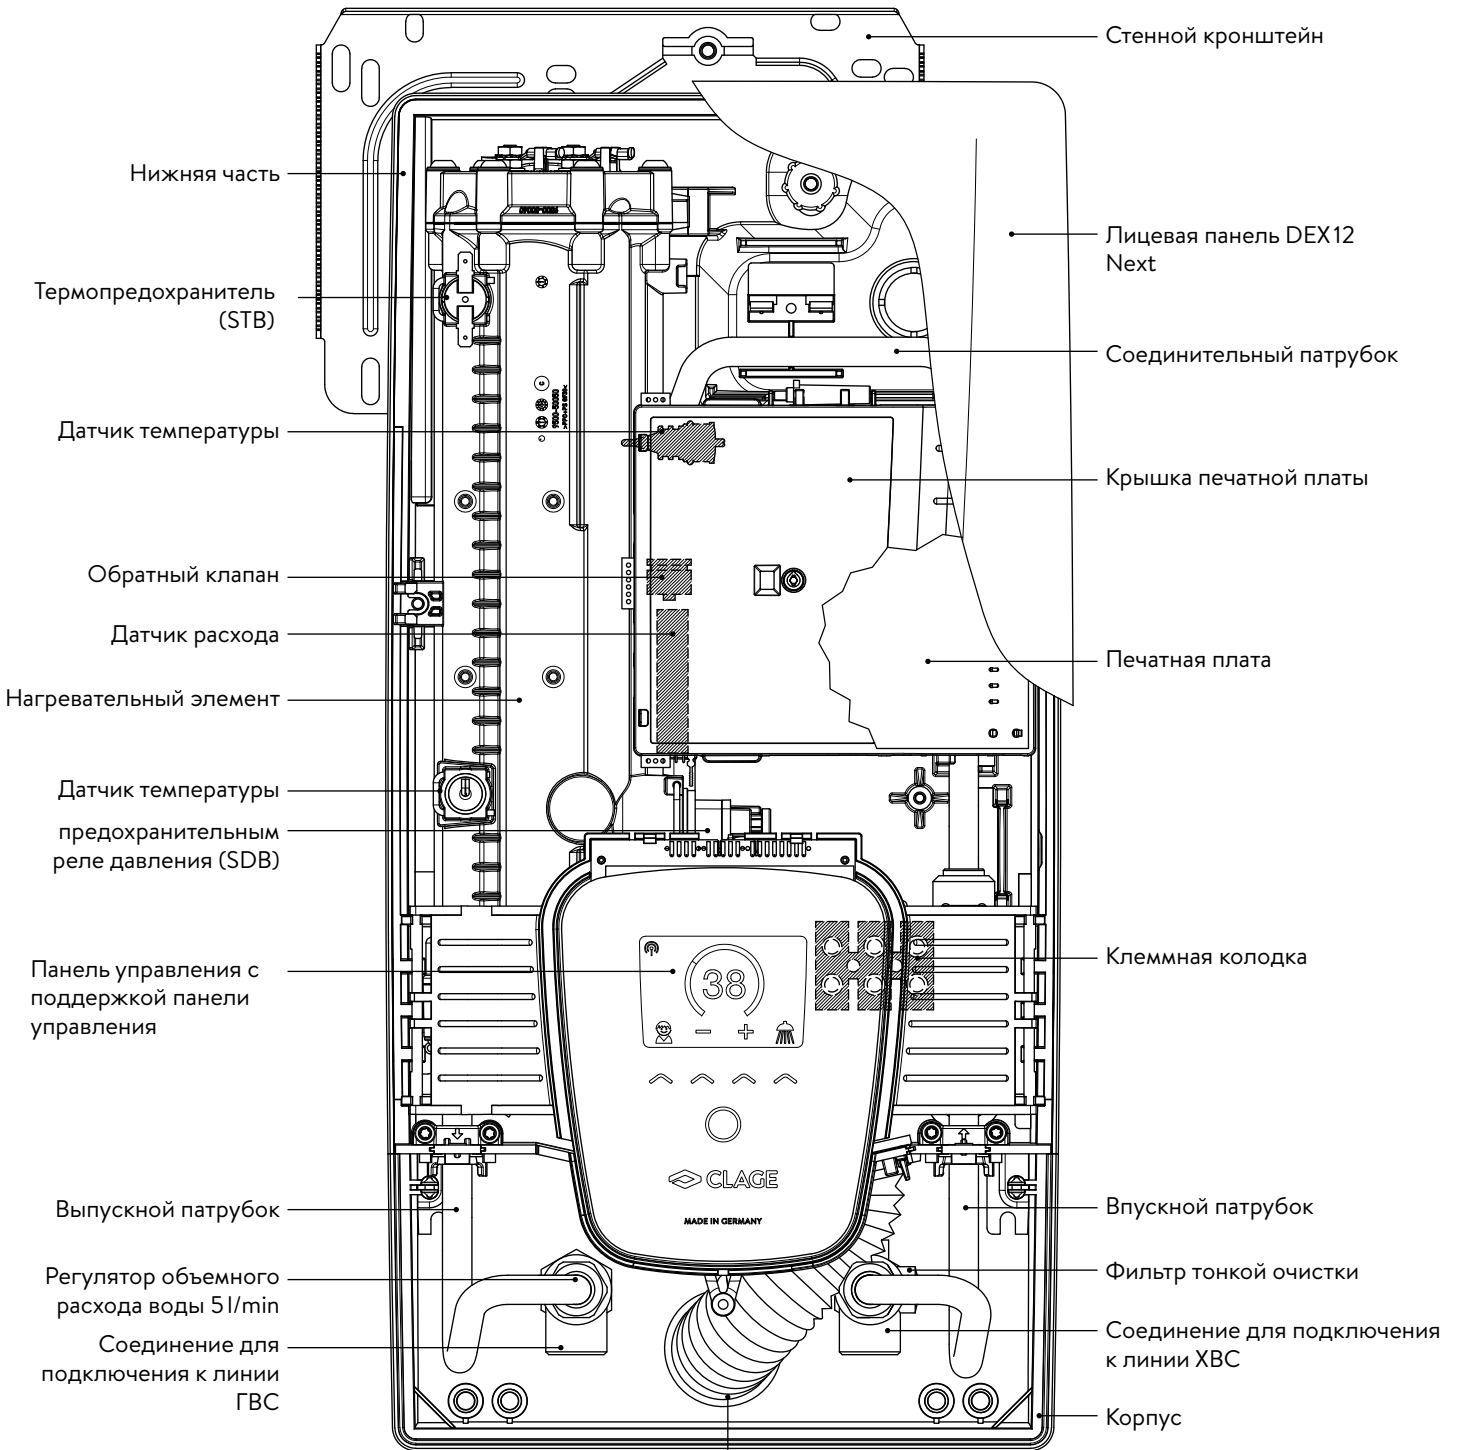 Стенной кронштейн
Нижняя часть
Лицевая панель DEX12
Next
Термопредохранитель
(STB)
Соединительный патрубок
Датчик температуры
Крышка печатной платы
Обратный клапан
Датчик расхода
Печатная плата
Нагревательный элемент
Датчик температуры
предохранительным
реле давления (SDB)
Клеммная колодка
Панель управления с
поддержкой панели
управления
38
CLAGE
MADE IN GERMANY
Выпускной патрубок
Впускной патрубок
Регулятор объемного
расхода воды 5 l/min
Фильтр тонкой очистки
Соединение для
подключения к линии
ГВС
Соединение для подключения
к линии ХВС
Корпус